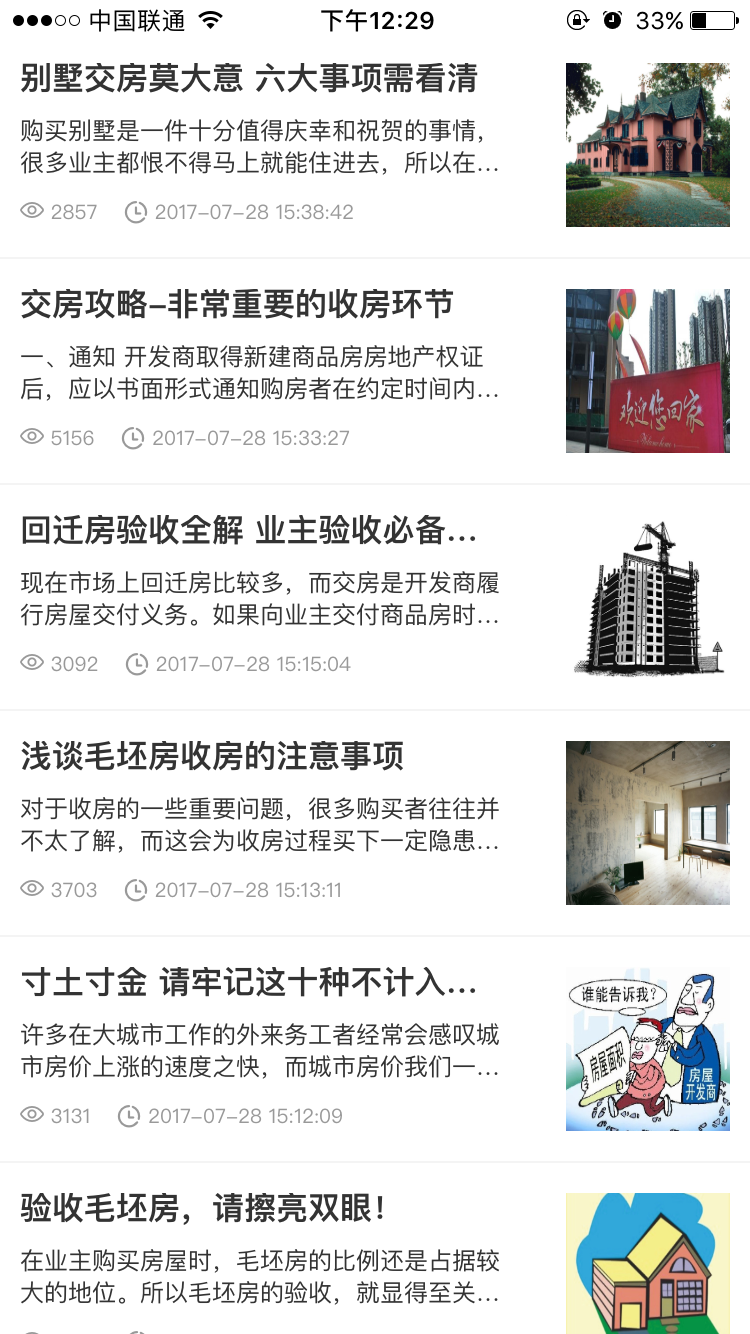 中国联通
下午12:29
33%
别墅交房莫大意 六大事项需看清
购买别墅是一件十分值得庆幸和祝贺的事情，
很多业主都恨不得马上就能住进去，所以在...
2857 2017-07-28 15:38:42
交房攻略-非常重要的收房环节
一、通知 开发商取得新建商品房房地产权证
后，应以书面形式通知购房者在约定时间内...
5156 2017-07-28 15:33:27
欢迎您回家
Welcome home
回迁房验收全解 业主验收必备...
现在市场上回迁房比较多，而交房是开发商履
行房屋交付义务。如果向业主交付商品房时...
3092 2017-07-28 15:15:04
浅谈毛坯房收房的注意事项
对于收房的一些重要问题，很多购买者往往并
不太了解，而这会为收房过程买下一定隐患...
3703 2017-07-28 15:13:11
寸土寸金 请牢记这十种不计入...
许多在大城市工作的外来务工者经常会感叹城
市房价上涨的速度之快，而城市房价我们一...
3131 2017-07-28 15:12:09
谁能告诉我？
房屋面积
房屋
开发商
验收毛坯房，请擦亮双眼！
在业主购买房屋时，毛坯房的比例还是占据较
大的地位。所以毛坯房的验收，就显得至关...